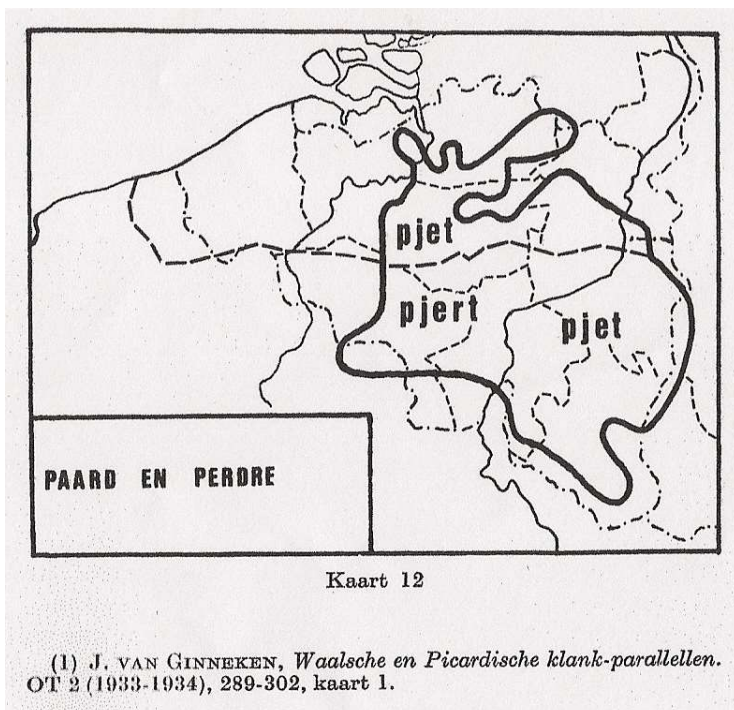 pjet
pjert
pjet
PAARD EN PERDRE
Kaart 12
(1) J. VAN GINNEKEN, Waalsche en Picardische klank-parallellen.
OT 2 (1933-1934), 289-302, kaart 1.